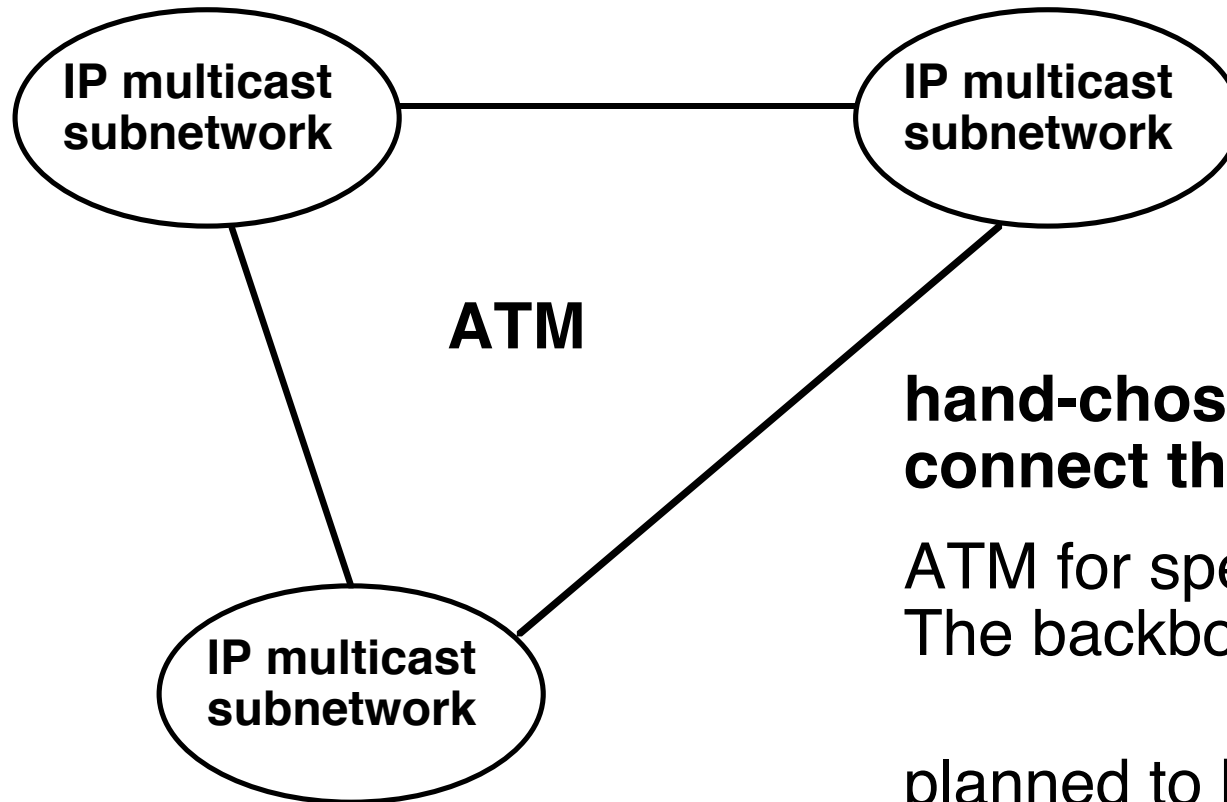 IP multicast
subnetwork
IP multicast
subnetwork
ATM
hand-chos
connect th
ATM for spe
The backbo
IP multicast
subnetwork
planned to